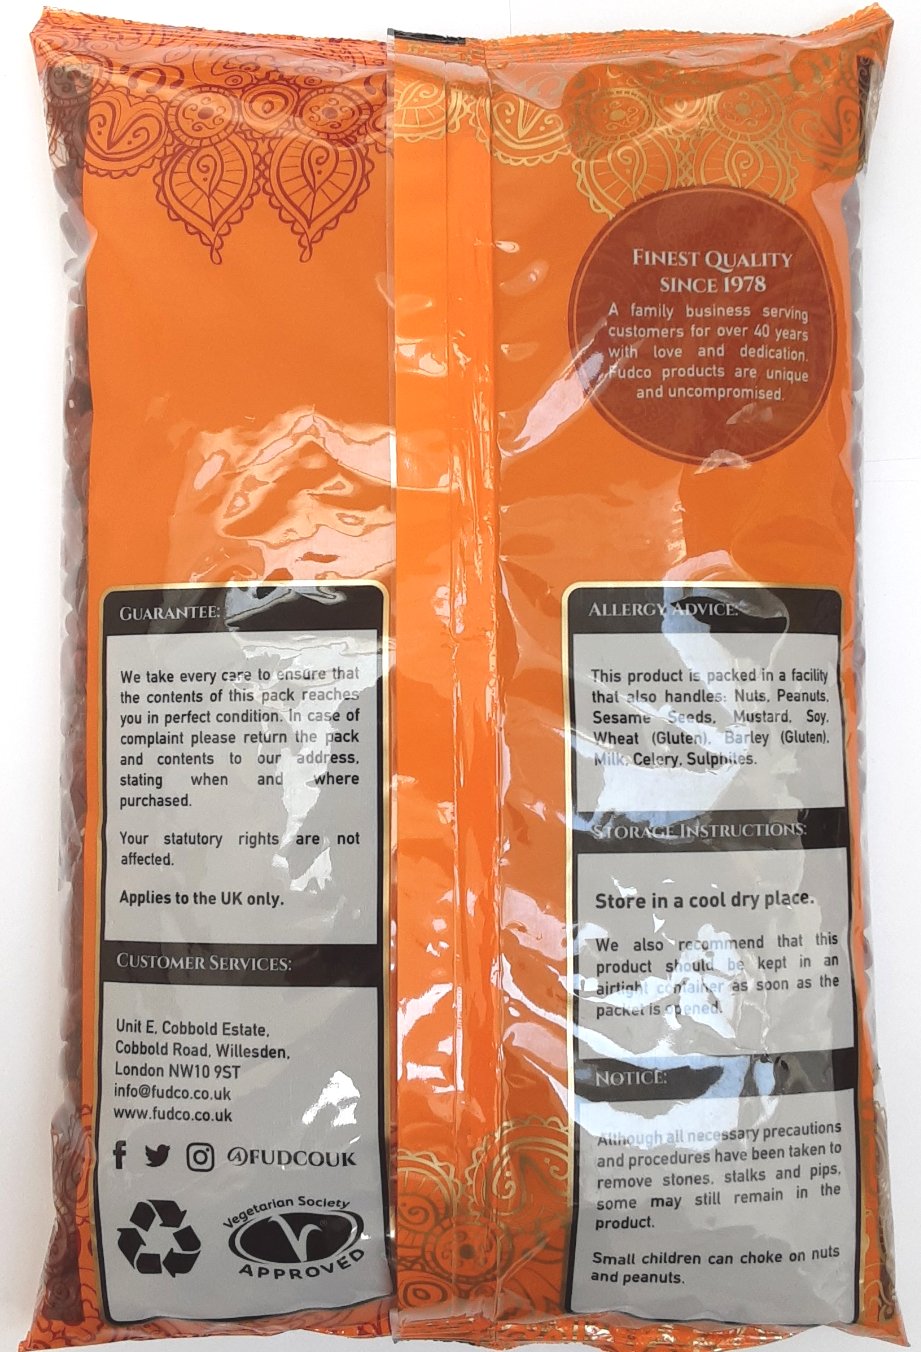 FINEST QUALITY
SINCE 1978
A family business serving
customers for over 40 years
with love and dedication.
Fudco products are unique
and uncompromised.
GUARANTEE:
We take every care to ensure that
the contents of this pack reaches
you in perfect condition. In case of
complaint please return the pack
and contents to our address,
stating when and where
purchased.
Your statutory rights are not
affected.
Applies to the UK only.
CUSTOMER SERVICES:
Unit E, Cobbold Estate,
Cobbold Road, Willesden,
London NW10 9ST
info@fudco.co.uk
www.fudco.co.uk
@FUDCOUK
Vegetarian Society
V
APPROVED
ALLERGY ADVICE:
This product is packed in a facility
that also handles: Nuts, Peanuts,
Sesame Seeds, Mustard, Soy,
Wheat (Gluten), Barley (Gluten),
Milk, Celery, Sulphites.
STORAGE INSTRUCTIONS:
Store in a cool dry place.
We also recommend that this
product should be kept in an
airtight container as soon as the
packet is opened.
NOTICE:
Although all necessary precautions
and procedures have been taken to
remove stones, stalks and pips,
some may still remain in the
product.
Small children can choke on nuts
and peanuts.